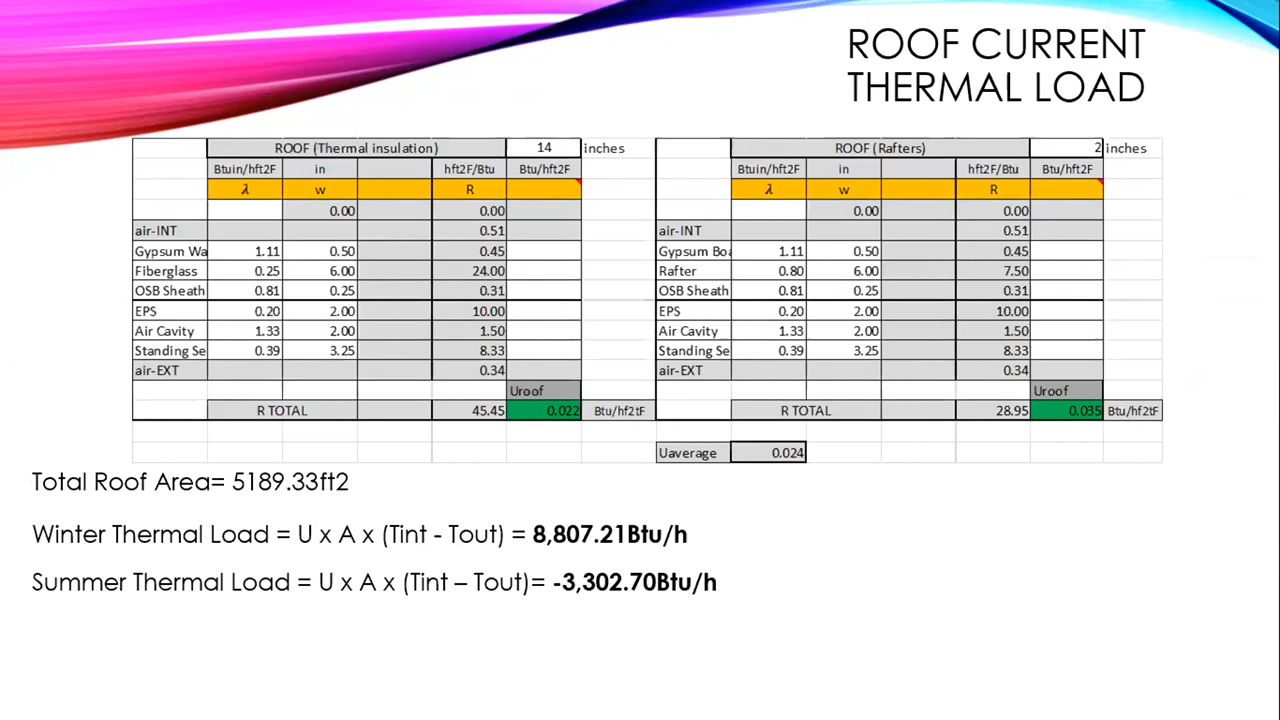 ROOF CURRENT
THERMAL LOAD
ROOF (Thermal insulation) 14 inches
Btuin/hft2F in hft2F/Btu Btu/hft2F
λ w R
0.00 0.00
air-INT 0.51
Gypsum Wa 1.11 0.50 0.45
Fiberglass 0.25 6.00 24.00
OSB Sheath 0.81 0.25 0.31
EPS 0.20 2.00 10.00
Air Cavity 1.33 2.00 1.50
Standing Se 0.39 3.25 8.33
air-EXT 0.34
Uroof
R TOTAL 45.45 0.022 Btu/hf2tF
ROOF (Rafters) 2 inches
Btuin/hft2F in hft2F/Btu Btu/hft2F
λ w R
0.00 0.00
air-INT 0.51
Gypsum Boa 1.11 0.50 0.45
Rafter 0.80 6.00 7.50
OSB Sheath 0.81 0.25 0.31
EPS 0.20 2.00 10.00
Air Cavity 1.33 2.00 1.50
Standing Se 0.39 3.25 8.33
air-EXT 0.34
Uroof
R TOTAL 28.95 0.035 Btu/hf2tF
Uaverage 0.024
Total Roof Area= 5189.33ft2
Winter Thermal Load = U x A x (Tint - Tout) = 8,807.21Btu/h
Summer Thermal Load = U x A x (Tint – Tout)= -3,302.70Btu/h